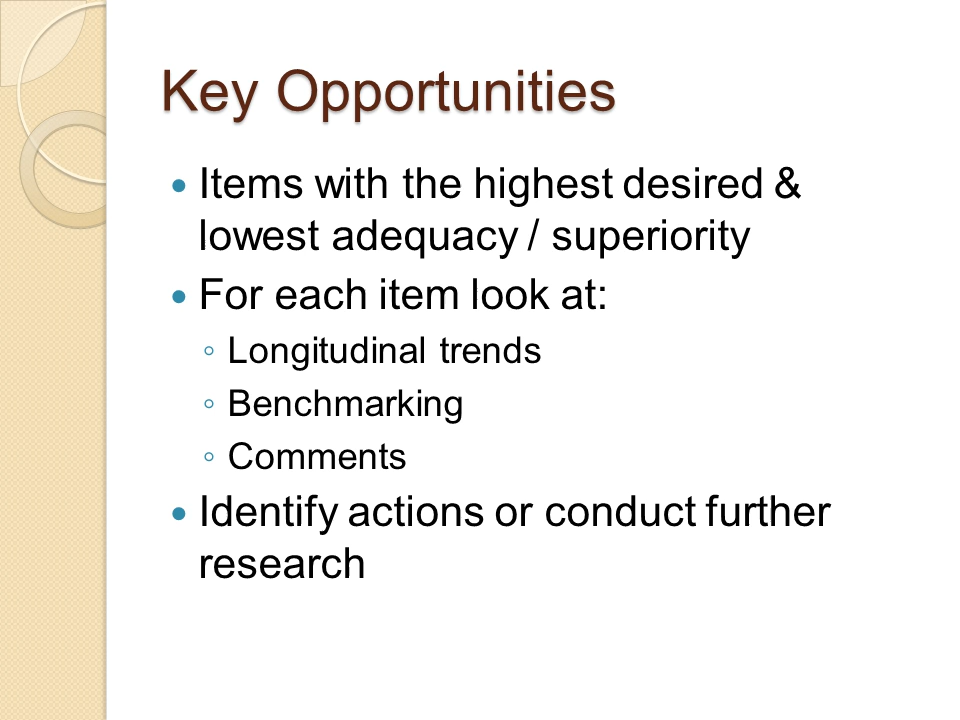 Key Opportunities
• Items with the highest desired &
lowest adequacy / superiority
• For each item look at:
◦ Longitudinal trends
◦ Benchmarking
◦ Comments
• Identify actions or conduct further
research